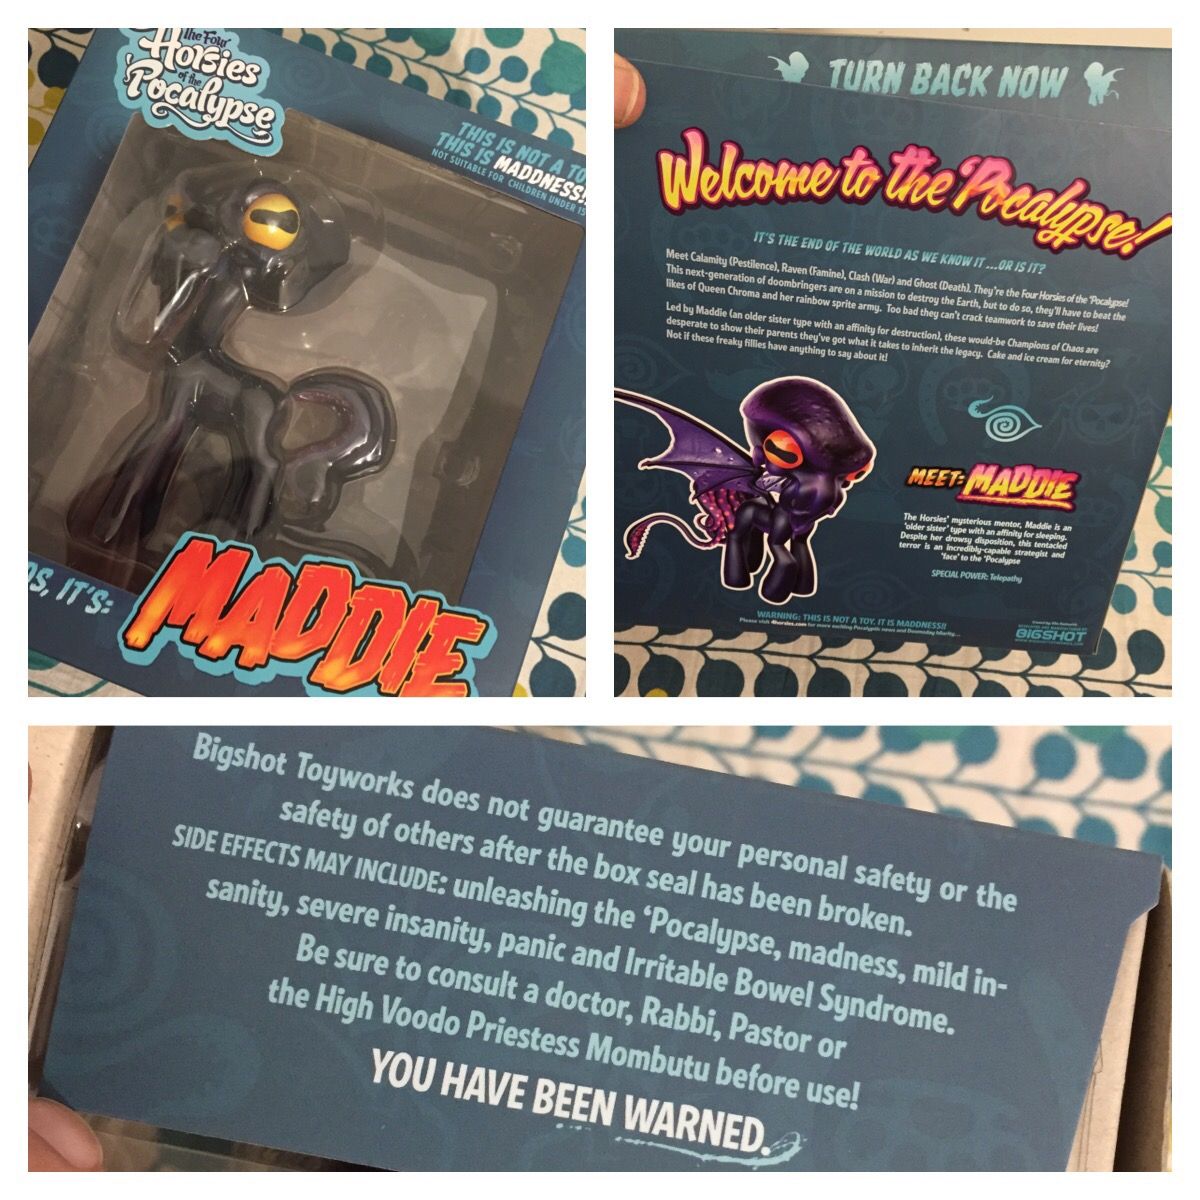 The Four
Horsies
of the
'Pocalypse
THIS IS NOT A TO
THIS IS MADDNESS!!
NOT SUITABLE FOR CHILDREN UNDER 15
OS, IT'S:
MADDIE
TURN BACK NOW
Welcome to the 'Pocalypse!
IT'S THE END OF THE WORLD AS WE KNOW IT ...OR IS IT?
Meet Calamity (Pestilence), Raven (Famine), Clash (War) and Ghost (Death). They're the Four Horsies of the 'Pocalypse!
This next-generation of doombringers are on a mission to destroy the Earth, but to do so, they'll have to beat the
likes of Queen Chroma and her rainbow sprite army. Too bad they can't crack teamwork to save their lives!
Led by Maddie (an older sister type with an affinity for destruction), these would-be Champions of Chaos are
desperate to show their parents they've got what it takes to inherit the legacy. Cake and ice cream for eternity?
Not if these freaky fillies have anything to say about it!
MEET: MADDIE
The Horsies' mysterious mentor, Maddie is an
'older sister' type with an affinity for sleeping.
Despite her drowsy disposition, this tentacled
terror is an incredibly-capable strategist and
'face' to the 'Pocalypse
SPECIAL POWER: Telepathy
WARNING: THIS IS NOT A TOY. IT IS MADDNESS!!
Please visit 4horsies.com for more exciting Pocalyptic news and Doomsday hilarity...
BIGSHOT
Bigshot Toyworks does not guarantee your personal safety or the
safety of others after the box seal has been broken.
SIDE EFFECTS MAY INCLUDE: unleashing the 'Pocalypse, madness, mild in-
sanity, severe insanity, panic and Irritable Bowel Syndrome.
Be sure to consult a doctor, Rabbi, Pastor or
the High Voodo Priestess Mombutu before use!
YOU HAVE BEEN WARNED.